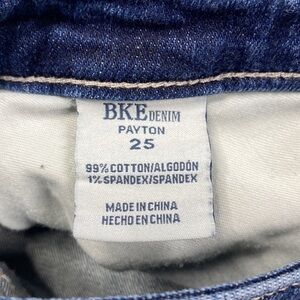 BKE DENIM
PAYTON
25
99% COTTON/ALGODÓN
1% SPANDEX/SPANDEX
MADE IN CHINA
HECHO EN CHINA